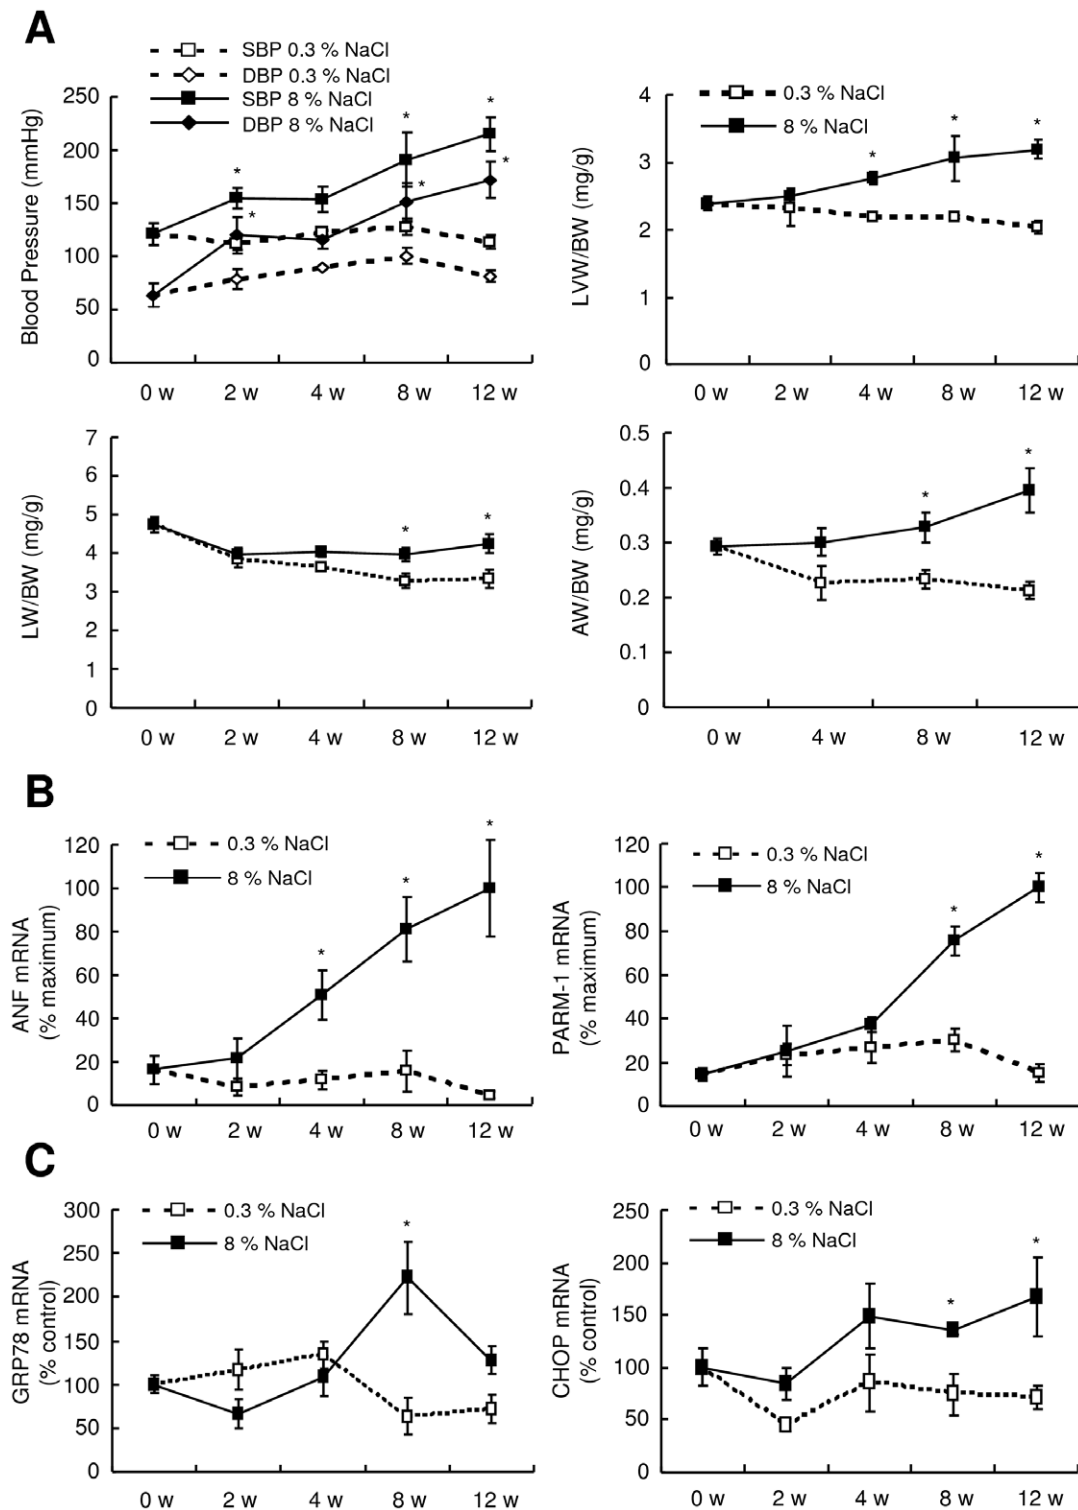 A
SBP 0.3 % NaCl
DBP 0.3 % NaCl
SBP 8 % NaCl
DBP 8 % NaCl
Blood Pressure (mmHg)
250
200
150
100
50
0
* * * * * *
0 w 2 w 4 w 8 w 12 w
0.3 % NaCl
8 % NaCl
LVW/BW (mg/g)
4
3
2
1
0
* * *
0 w 2 w 4 w 8 w 12 w
LW/BW (mg/g)
7
6
5
4
3
2
1
0
* *
0 w 2 w 4 w 8 w 12 w
AW/BW (mg/g)
0.5
0.4
0.3
0.2
0.1
0
* *
0 w 4 w 8 w 12 w
B
0.3 % NaCl
8 % NaCl
ANF mRNA
(% maximum)
120
100
80
60
40
20
0
* * *
0 w 2 w 4 w 8 w 12 w
0.3 % NaCl
8 % NaCl
PARM-1 mRNA
(% maximum)
120
100
80
60
40
20
0
* *
0 w 2 w 4 w 8 w 12 w
C
0.3 % NaCl
8 % NaCl
GRP78 mRNA
(% control)
300
250
200
150
100
50
0
*
0 w 2 w 4 w 8 w 12 w
0.3 % NaCl
8 % NaCl
CHOP mRNA
(% control)
250
200
150
100
50
0
* *
0 w 2 w 4 w 8 w 12 w